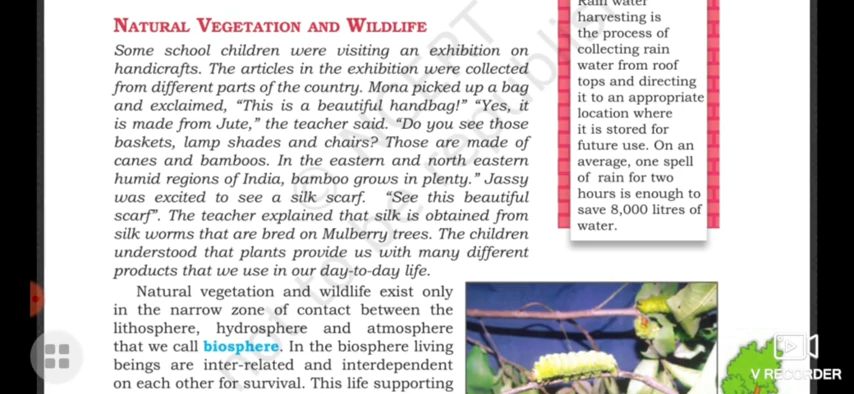 NATURAL VEGETATION AND WILDLIFE
Some school children were visiting an exhibition on
handicrafts. The articles in the exhibition were collected
from different parts of the country. Mona picked up a bag
and exclaimed, “This is a beautiful handbag!” “Yes, it
is made from Jute,” the teacher said. “Do you see those
baskets, lamp shades and chairs? Those are made of
canes and bamboos. In the eastern and north eastern
humid regions of India, bamboo grows in plenty.” Jassy
was excited to see a silk scarf. “See this beautiful
scarf”. The teacher explained that silk is obtained from
silk worms that are bred on Mulberry trees. The children
understood that plants provide us with many different
products that we use in our day-to-day life.
Natural vegetation and wildlife exist only
in the narrow zone of contact between the
lithosphere, hydrosphere and atmosphere
that we call biosphere. In the biosphere living
beings are inter-related and interdependent
on each other for survival. This life supporting
Rain water
harvesting is
the process of
collecting rain
water from roof
tops and directing
it to an appropriate
location where
it is stored for
future use. On an
average, one spell
of rain for two
hours is enough to
save 8,000 litres of
water.
not to be republished
V RECORDER